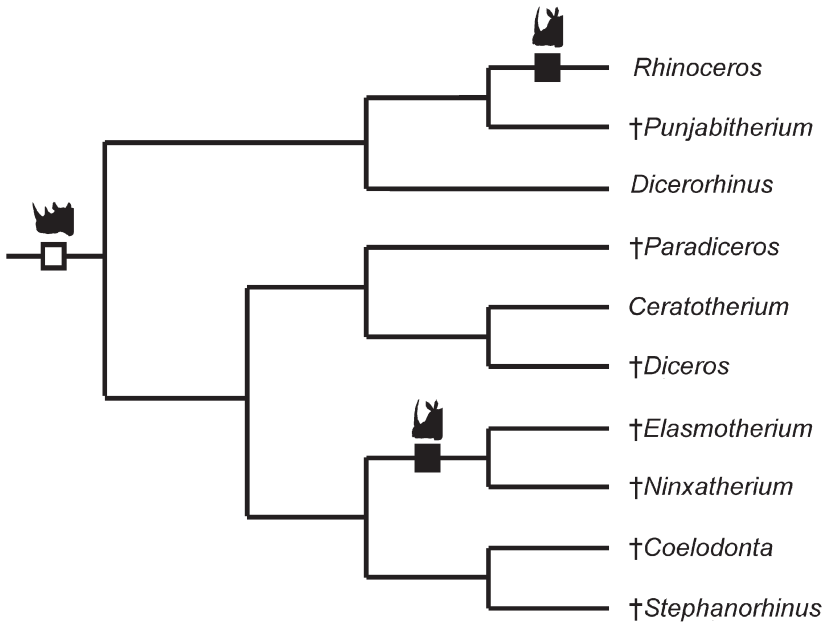 Rhinoceros
†Punjabitherium
Dicerorhinus
†Paradiceros
Ceratotherium
†Diceros
†Elasmotherium
†Ninxatherium
†Coelodonta
†Stephanorhinus